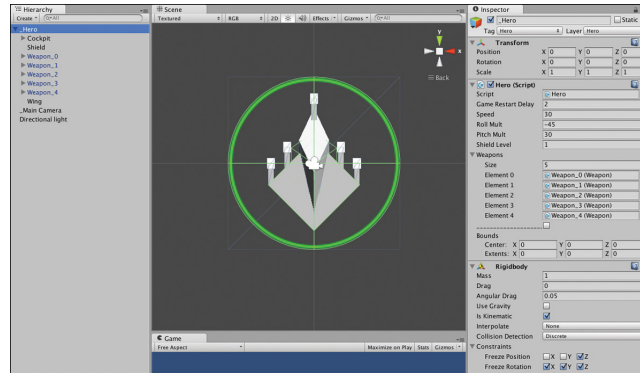 Hierarchy
Create
All
_Hero
Cockpit
Shield
Weapon_0
Weapon_1
Weapon_2
Weapon_3
Weapon_4
Wing
_Main Camera
Directional light
Scene
Textured
RGB
2D
Effects
Gizmos
All
y
x
Back
Game
Free Aspect
Maximize on Play
Stats
Gizmos
Inspector
_Hero
Static
Tag Hero Layer Hero
Transform
Position X 0 Y 0 Z 0
Rotation X 0 Y 0 Z 0
Scale X 1 Y 1 Z 1
Hero (Script)
Script Hero
Game Restart Delay 2
Speed 30
Roll Mult -45
Pitch Mult 30
Shield Level 1
Weapons
Size 5
Element 0 Weapon_0 (Weapon)
Element 1 Weapon_1 (Weapon)
Element 2 Weapon_2 (Weapon)
Element 3 Weapon_3 (Weapon)
Element 4 Weapon_4 (Weapon)
Bounds
Center: X 0 Y 0 Z 0
Extents: X 0 Y 0 Z 0
Rigidbody
Mass 1
Drag 0
Angular Drag 0.05
Use Gravity
Is Kinematic
Interpolate None
Collision Detection Discrete
Constraints
Freeze Position X Y Z
Freeze Rotation X Y Z